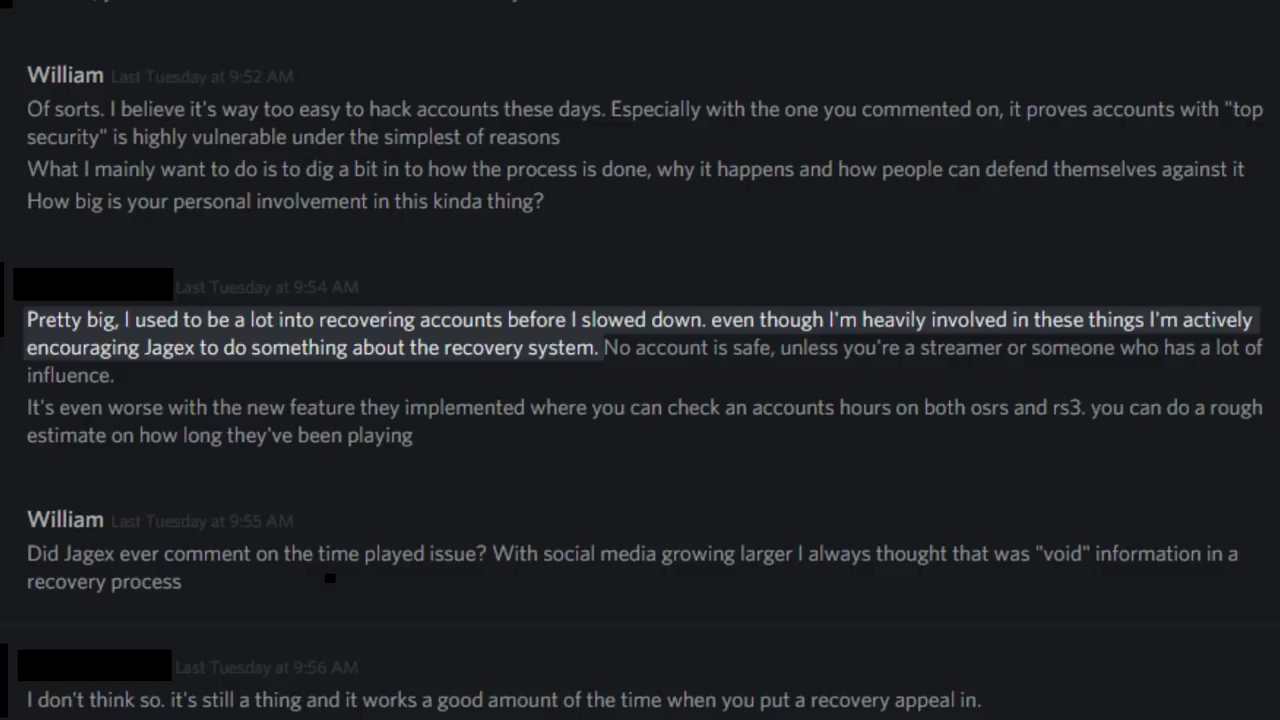 William Last Tuesday at 9:52 AM
Of sorts. I believe it's way too easy to hack accounts these days. Especially with the one you commented on, it proves accounts with "top
security" is highly vulnerable under the simplest of reasons
What I mainly want to do is to dig a bit in to how the process is done, why it happens and how people can defend themselves against it
How big is your personal involvement in this kinda thing?
Last Tuesday at 9:54 AM
Pretty big, I used to be a lot into recovering accounts before I slowed down. even though I'm heavily involved in these things I'm actively
encouraging Jagex to do something about the recovery system. No account is safe, unless you're a streamer or someone who has a lot of
influence.
It's even worse with the new feature they implemented where you can check an accounts hours on both osrs and rs3. you can do a rough
estimate on how long they've been playing
William Last Tuesday at 9:55 AM
Did Jagex ever comment on the time played issue? With social media growing larger I always thought that was "void" information in a
recovery process
Last Tuesday at 9:56 AM
I don't think so. it's still a thing and it works a good amount of the time when you put a recovery appeal in.